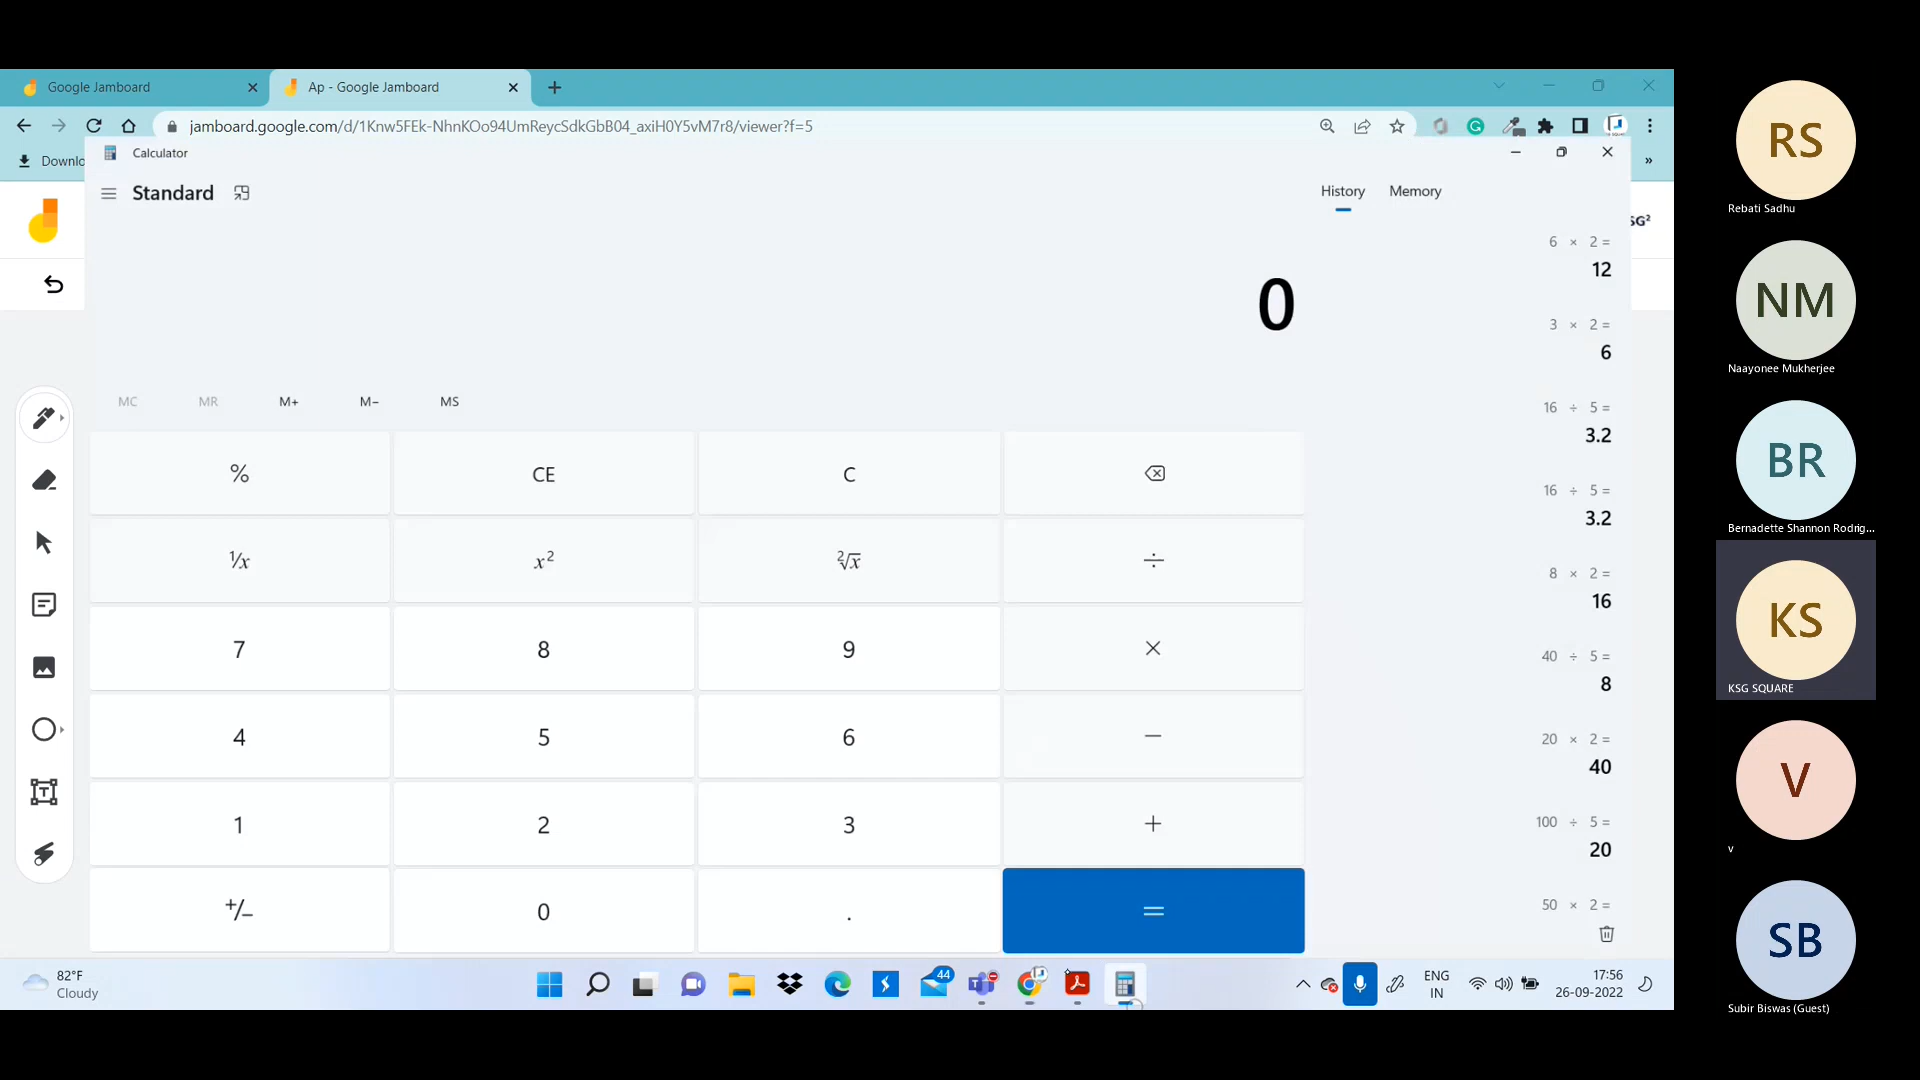 Google Jamboard
Ap - Google Jamboard
jamboard.google.com/d/1Knw5FEk-NhnKOo94UmReycSdkGbB04_axiH0Y5vM7r8/viewer?f=5
Downlo
Calculator
»
Standard
History
Memory
SG²
6 × 2 =
12
0
3 × 2 =
6
MC
MR
M+
M−
MS
16 ÷ 5 =
3.2
%
CE
C
16 ÷ 5 =
3.2
¹⁄x
x²
²√x
÷
8 × 2 =
16
7
8
9
×
40 ÷ 5 =
8
4
5
6
−
20 × 2 =
40
1
2
3
+
100 ÷ 5 =
20
+/−
0
.
=
50 × 2 =
82°F
Cloudy
44
ENG
IN
17:56
26-09-2022
RS
Rebati Sadhu
NM
Naayonee Mukherjee
BR
Bernadette Shannon Rodrig...
KS
KSG SQUARE
V
v
SB
Subir Biswas (Guest)